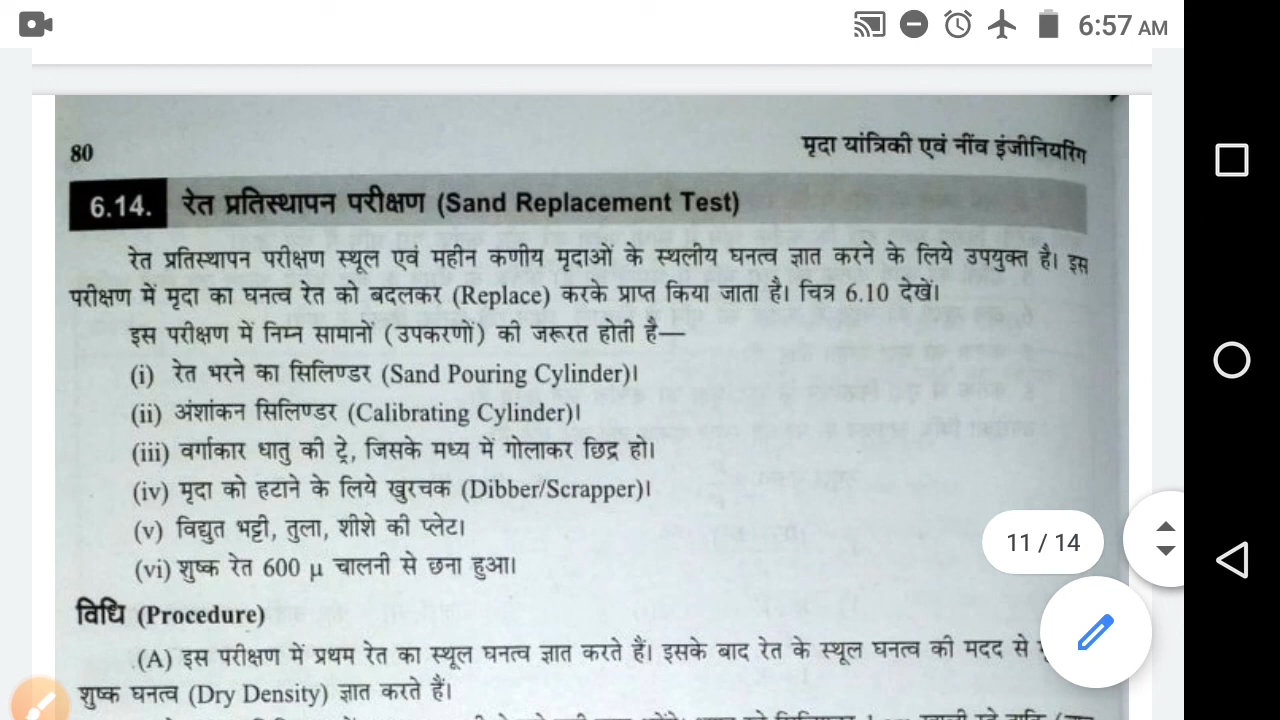 6:57 AM
80
मृदा यांत्रिकी एवं नींव इंजीनियरिंग
6.14. रेत प्रतिस्थापन परीक्षण (Sand Replacement Test)
रेत प्रतिस्थापन परीक्षण स्थूल एवं महीन कणीय मृदाओं के स्थलीय घनत्व ज्ञात करने के लिये उपयुक्त है। इस
परीक्षण में मृदा का घनत्व रेत को बदलकर (Replace) करके प्राप्त किया जाता है। चित्र 6.10 देखें।
इस परीक्षण में निम्न सामानों (उपकरणों) की जरूरत होती है—
(i) रेत भरने का सिलिण्डर (Sand Pouring Cylinder)।
(ii) अंशांकन सिलिण्डर (Calibrating Cylinder)।
(iii) वर्गाकार धातु की ट्रे, जिसके मध्य में गोलाकर छिद्र हो।
(iv) मृदा को हटाने के लिये खुरचक (Dibber/Scrapper)।
(v) विद्युत भट्टी, तुला, शीशे की प्लेट।
11 / 14
(vi) शुष्क रेत 600 μ चालनी से छना हुआ।
विधि (Procedure)
(A) इस परीक्षण में प्रथम रेत का स्थूल घनत्व ज्ञात करते हैं। इसके बाद रेत के स्थूल घनत्व की मदद से
शुष्क घनत्व (Dry Density) ज्ञात करते हैं।